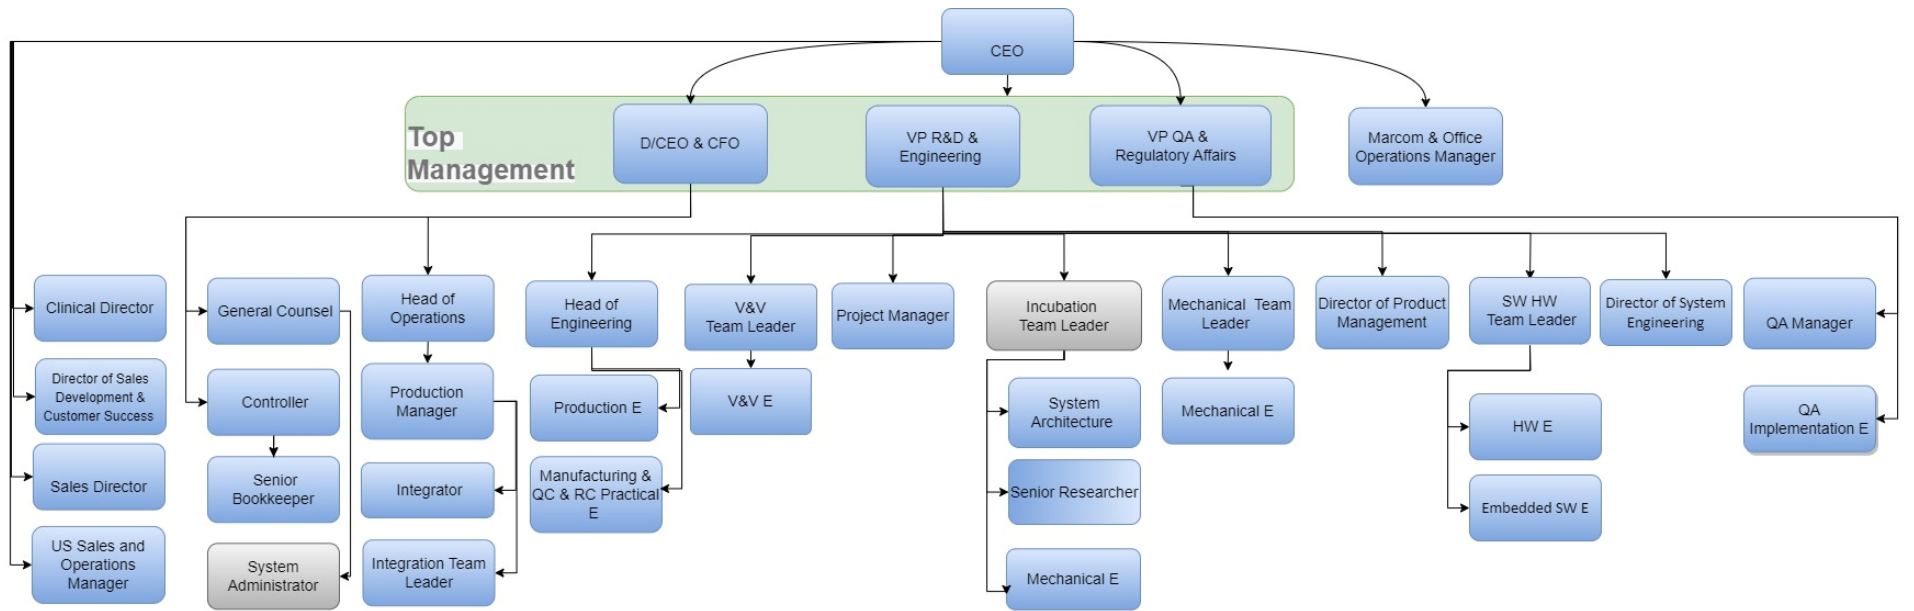 CEO
Top
Management
D/CEO & CFO
VP R&D &
Engineering
VP QA &
Regulatory Affairs
Marcom & Office
Operations Manager
Clinical Director
Director of Sales
Development &
Customer Success
Sales Director
US Sales and
Operations
Manager
General Counsel
Controller
Senior
Bookkeeper
System
Administrator
Head of
Operations
Production
Manager
Integrator
Integration Team
Leader
Head of
Engineering
Production E
Manufacturing &
QC & RC Practical
E
V&V
Team Leader
V&V E
Project Manager
Incubation
Team Leader
System
Architecture
Senior Researcher
Mechanical E
Mechanical Team
Leader
Mechanical E
Director of Product
Management
SW HW
Team Leader
HW E
Embedded SW E
Director of System
Engineering
QA Manager
QA
Implementation E